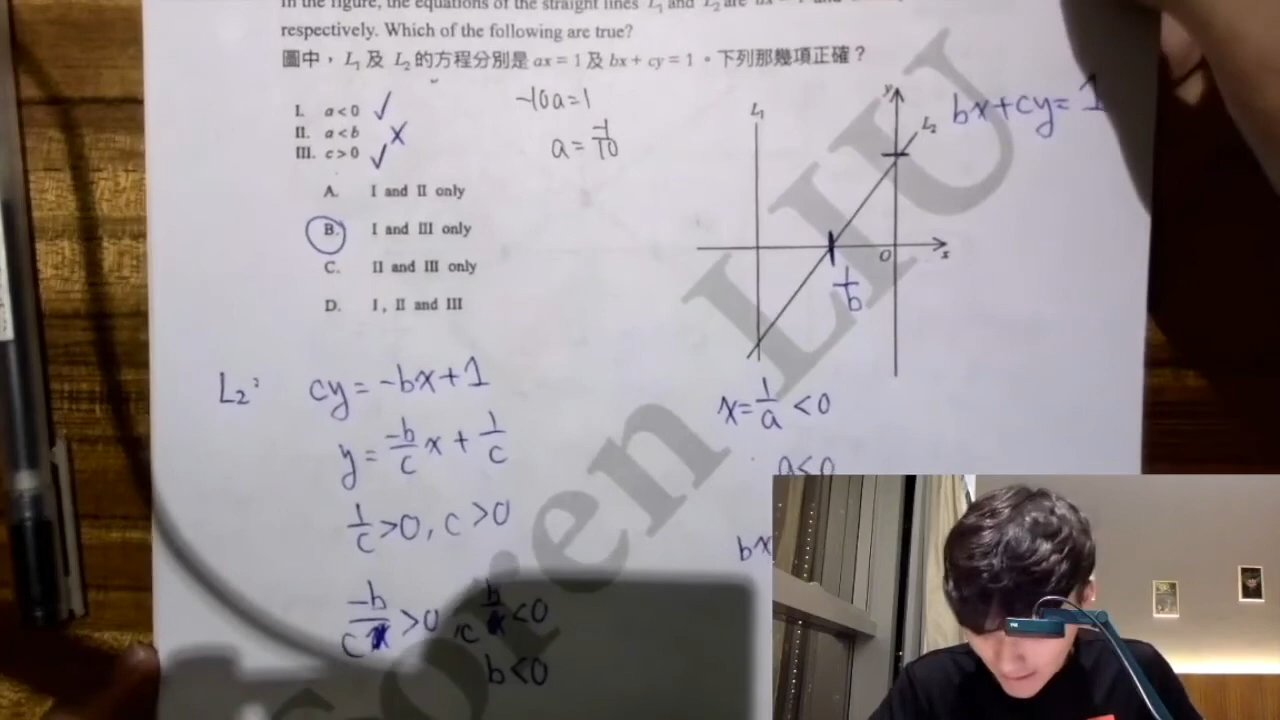 respectively. Which of the following are true?
圖中，L₁ 及 L₂ 的方程分別是 ax = 1 及 bx + cy = 1。下列那幾項正確？
I. a < 0 ✓
II. a < b ✗
III. c > 0 ✓
-10a=1
a = -1/10
A. I and II only
B. I and III only
C. II and III only
D. I, II and III
L₁
y
L₂
bx+cy=1
O
x
1/b
L₂: cy = -bx+1
y = -b/c x + 1/c
1/c >0, c>0
-b/c >0, b/c <0
b<0
x = 1/a <0
a<0
bx
Soren LIU